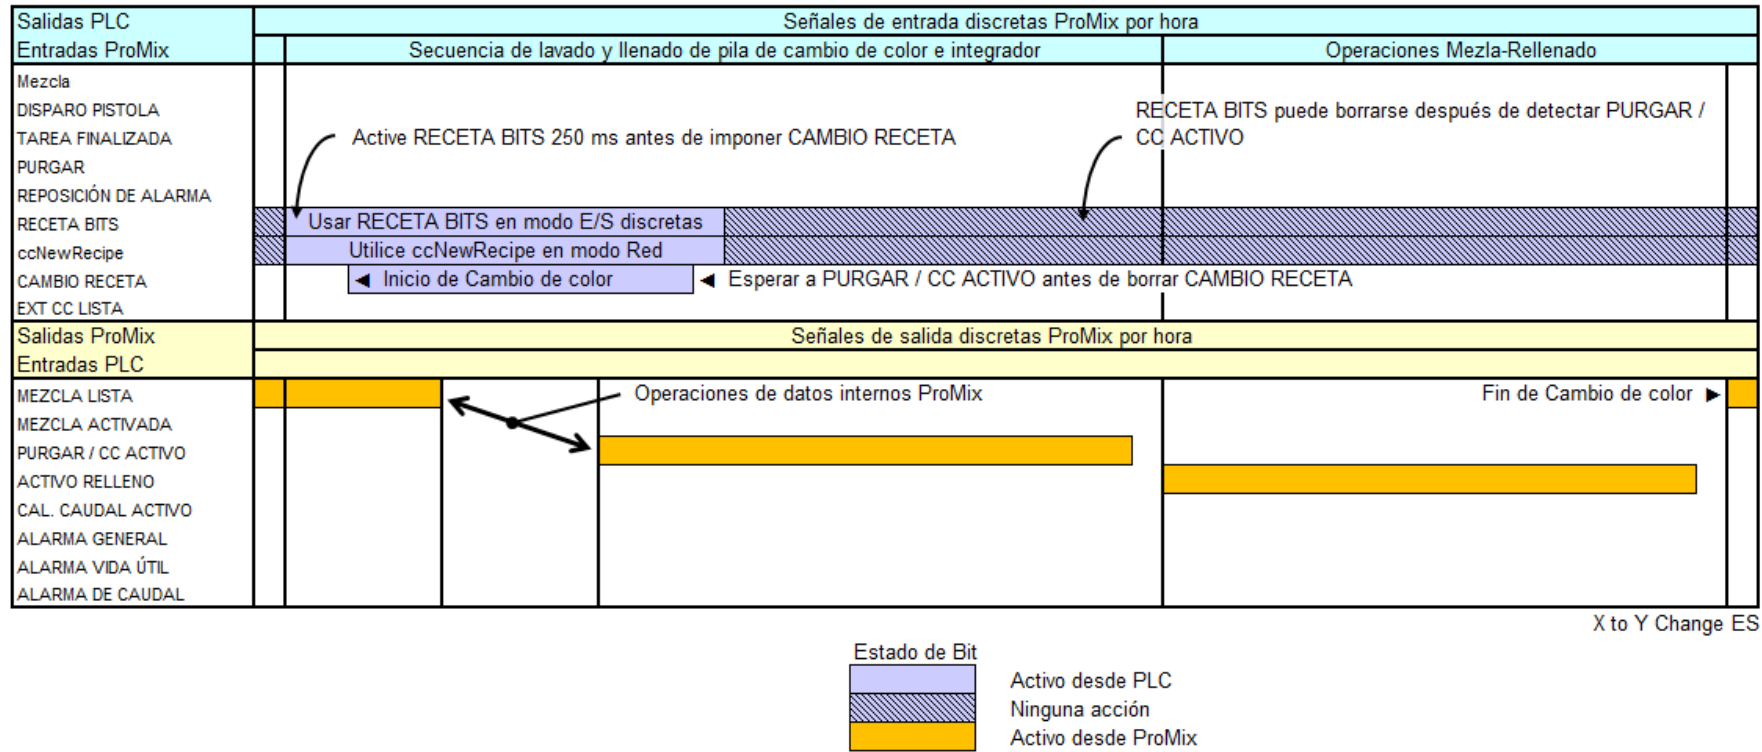 Salidas PLC
Señales de entrada discretas ProMix por hora
Entradas ProMix
Secuencia de lavado y llenado de pila de cambio de color e integrador
Operaciones Mezla-Rellenado
Mezcla
DISPARO PISTOLA
TAREA FINALIZADA
PURGAR
REPOSICIÓN DE ALARMA
RECETA BITS
ccNewRecipe
CAMBIO RECETA
EXT CC LISTA
Active RECETA BITS 250 ms antes de imponer CAMBIO RECETA
RECETA BITS puede borrarse después de detectar PURGAR /
CC ACTIVO
Usar RECETA BITS en modo E/S discretas
Utilice ccNewRecipe en modo Red
◄ Inicio de Cambio de color
◄ Esperar a PURGAR / CC ACTIVO antes de borrar CAMBIO RECETA
Salidas ProMix
Señales de salida discretas ProMix por hora
Entradas PLC
MEZCLA LISTA
MEZCLA ACTIVADA
PURGAR / CC ACTIVO
ACTIVO RELLENO
CAL. CAUDAL ACTIVO
ALARMA GENERAL
ALARMA VIDA ÚTIL
ALARMA DE CAUDAL
Operaciones de datos internos ProMix
Fin de Cambio de color ►
X to Y Change ES
Estado de Bit
Activo desde PLC
Ninguna acción
Activo desde ProMix